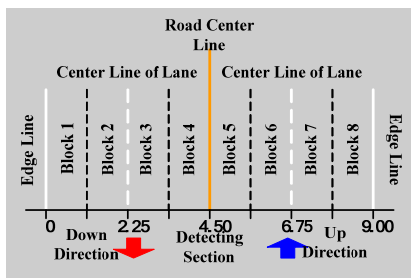 Road Center
Line
Center Line of Lane
Center Line of Lane
Edge Line
Block 1
Block 2
Block 3
Block 4
Block 5
Block 6
Block 7
Block 8
Edge Line
0
2.25
4.50
6.75
9.00
Down
Direction
Detecting
Section
Up
Direction